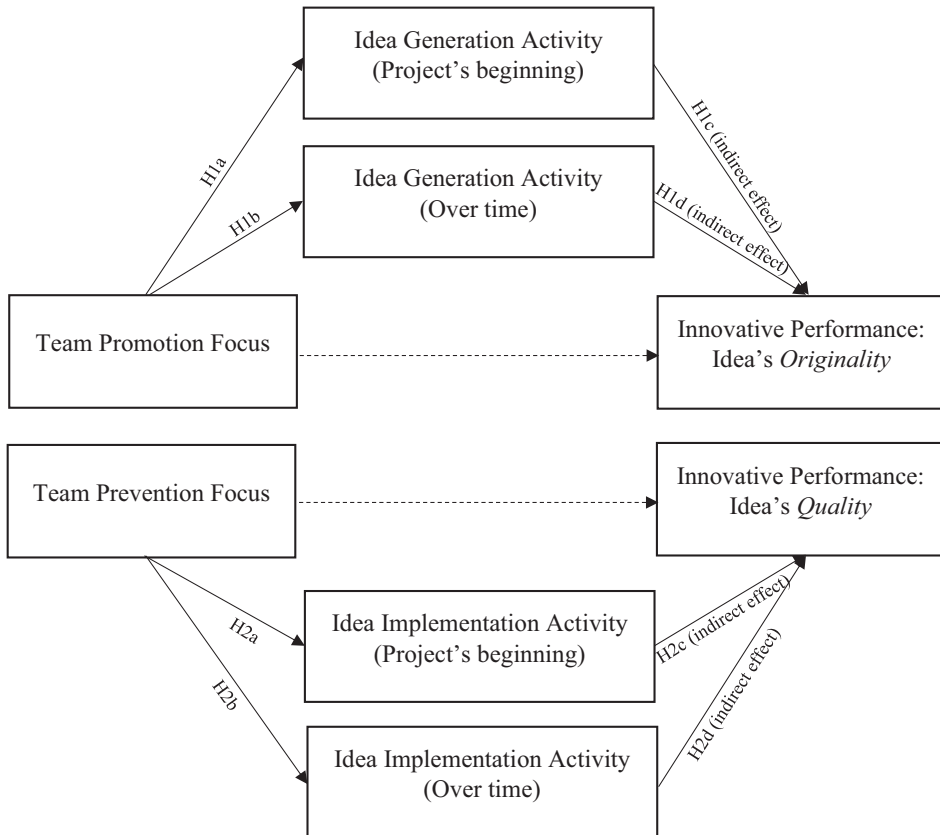 Idea Generation Activity
(Project's beginning)
H1a
H1c (indirect effect)
Idea Generation Activity
(Over time)
H1b
H1d (indirect effect)
Team Promotion Focus
Innovative Performance:
Idea's Originality
Team Prevention Focus
Innovative Performance:
Idea's Quality
H2a
Idea Implementation Activity
(Project's beginning)
H2c (indirect effect)
H2b
Idea Implementation Activity
(Over time)
H2d (indirect effect)